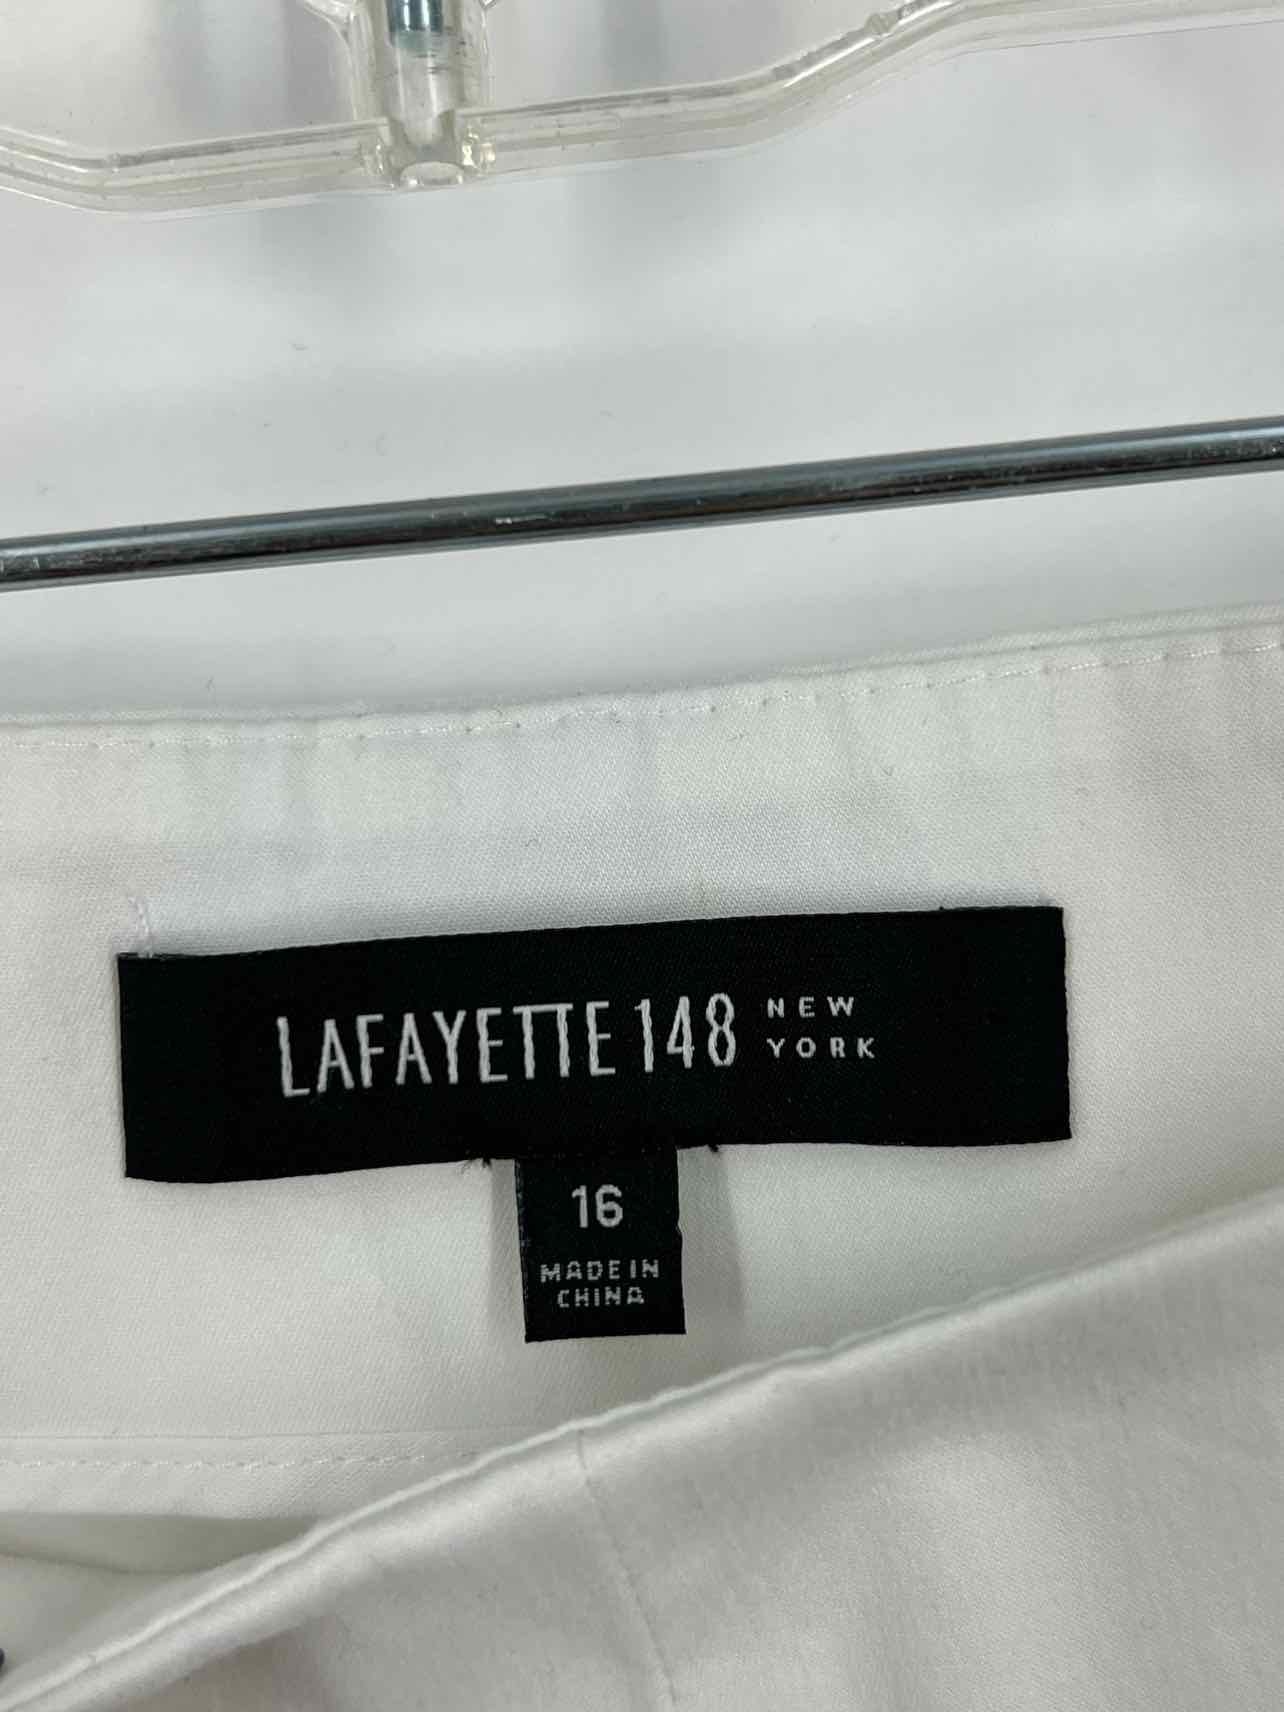 LAFAYETTE 148 NEW YORK
16
MADE IN
CHINA